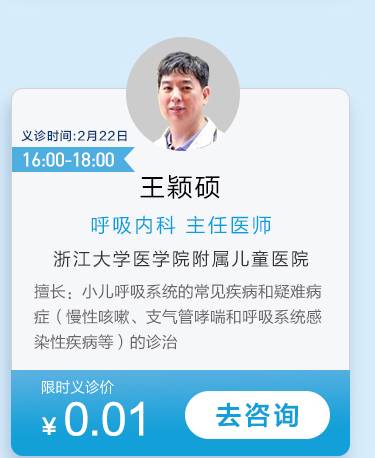 义诊时间:2月22日
16:00-18:00
王颖硕
呼吸内科 主任医师
浙江大学医学院附属儿童医院
擅长：小儿呼吸系统的常见疾病和疑难病
症（慢性咳嗽、支气管哮喘和呼吸系统感
染性疾病等）的诊治
限时义诊价
¥ 0.01
去咨询